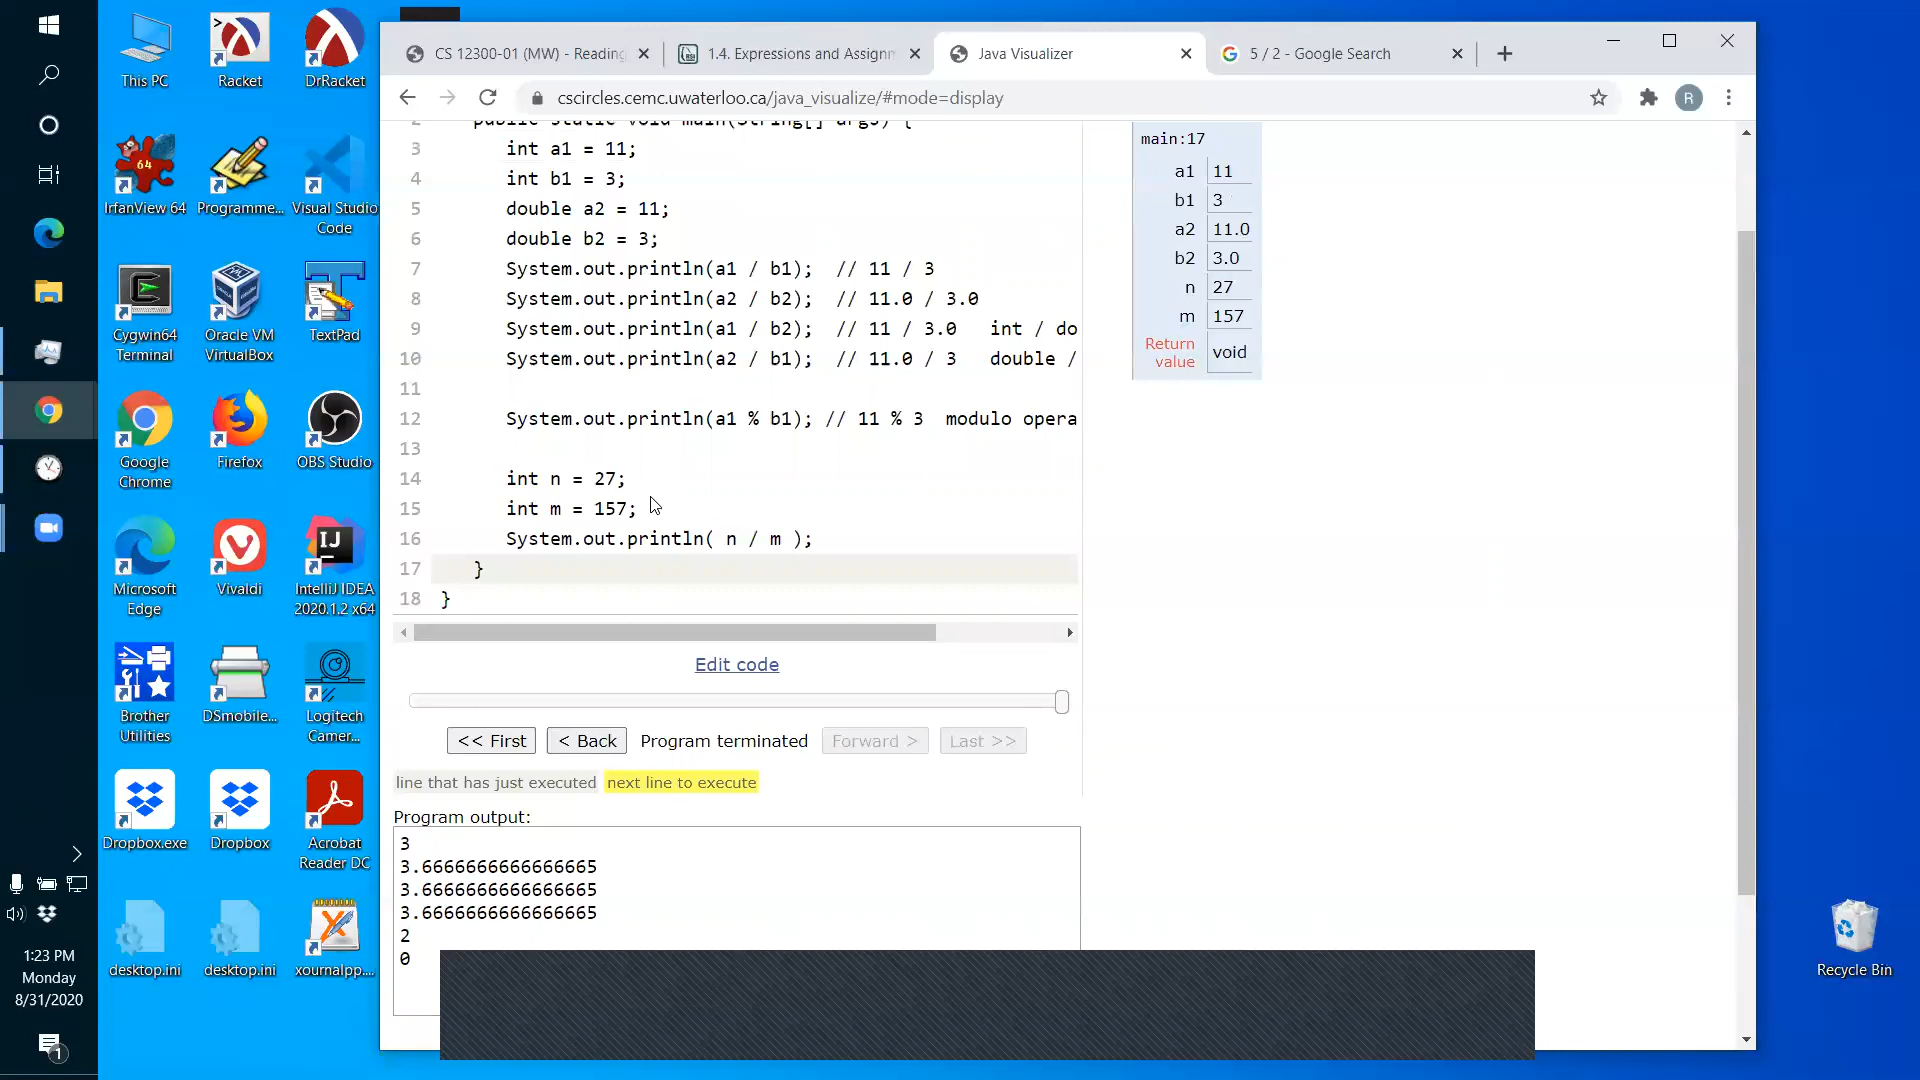 CS 12300-01 (MW) - Reading
1.4. Expressions and Assignm
Java Visualizer
5 / 2 - Google Search
cscircles.cemc.uwaterloo.ca/java_visualize/#mode=display
R
This PC
Racket
DrRacket
IrfanView 64
Programme...
Visual Studio
Code
Cygwin64
Terminal
Oracle VM
VirtualBox
TextPad
Google
Chrome
Firefox
OBS Studio
Microsoft
Edge
Vivaldi
IntelliJ IDEA
2020.1.2 x64
Brother
Utilities
DSmobile...
Logitech
Camer...
Dropbox.exe
Dropbox
Acrobat
Reader DC
desktop.ini
desktop.ini
xournalpp....
Recycle Bin
1:23 PM
Monday
8/31/2020
1
2 public static void main(String[] args) {
3 int a1 = 11;
4 int b1 = 3;
5 double a2 = 11;
6 double b2 = 3;
7 System.out.println(a1 / b1); // 11 / 3
8 System.out.println(a2 / b2); // 11.0 / 3.0
9 System.out.println(a1 / b2); // 11 / 3.0 int / do
10 System.out.println(a2 / b1); // 11.0 / 3 double /
11
12 System.out.println(a1 % b1); // 11 % 3 modulo opera
13
14 int n = 27;
15 int m = 157;
16 System.out.println( n / m );
17 }
18 }
Edit code
<< First
< Back
Program terminated
Forward >
Last >>
line that has just executed
next line to execute
Program output:
3
3.6666666666666665
3.6666666666666665
3.6666666666666665
2
0
main:17
a1 11
b1 3
a2 11.0
b2 3.0
n 27
m 157
Return
value
void